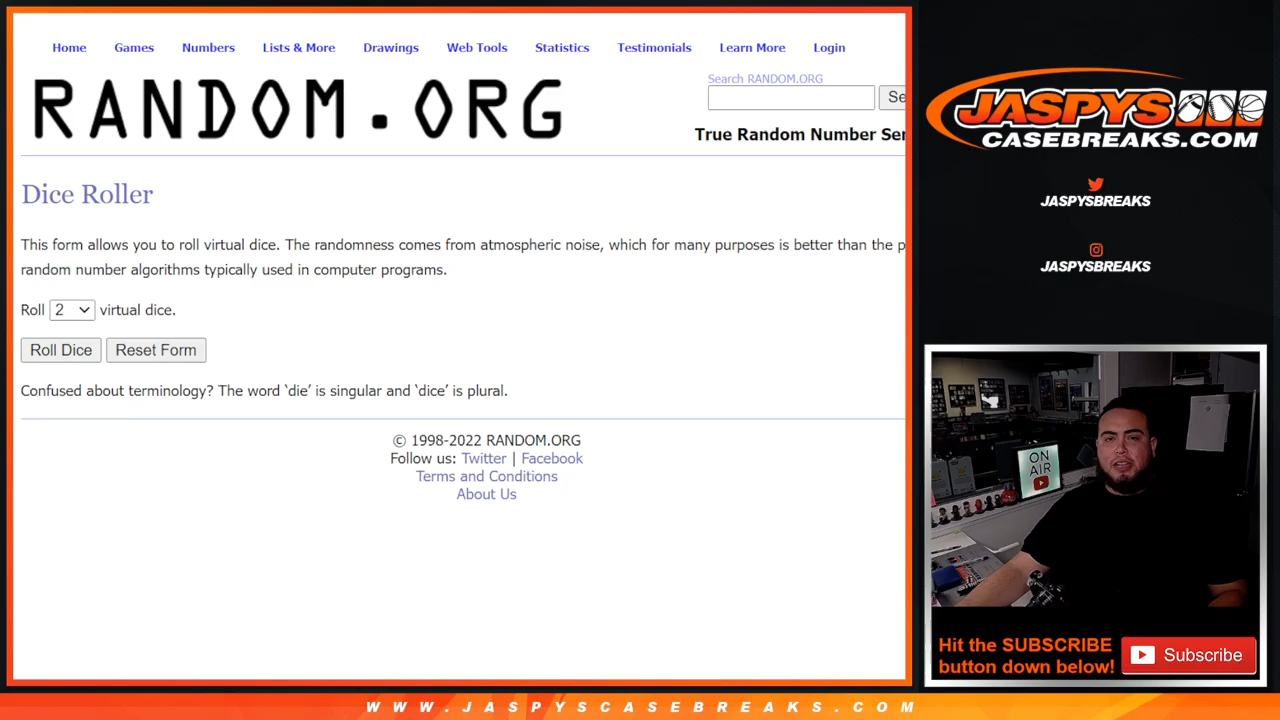 Home Games Numbers Lists & More Drawings Web Tools Statistics Testimonials Learn More Login
RANDOM.ORG
Search RANDOM.ORG
Se
True Random Number Ser
Dice Roller
This form allows you to roll virtual dice. The randomness comes from atmospheric noise, which for many purposes is better than the p
random number algorithms typically used in computer programs.
Roll 2 virtual dice.
Roll Dice Reset Form
Confused about terminology? The word ‘die’ is singular and ‘dice’ is plural.
© 1998-2022 RANDOM.ORG
Follow us: Twitter | Facebook
Terms and Conditions
About Us
JASPYS
CASEBREAKS.COM
JASPYSBREAKS
JASPYSBREAKS
ON
AIR
Hit the SUBSCRIBE
button down below!
Subscribe
WWW.JASPYSCASEBREAKS.COM